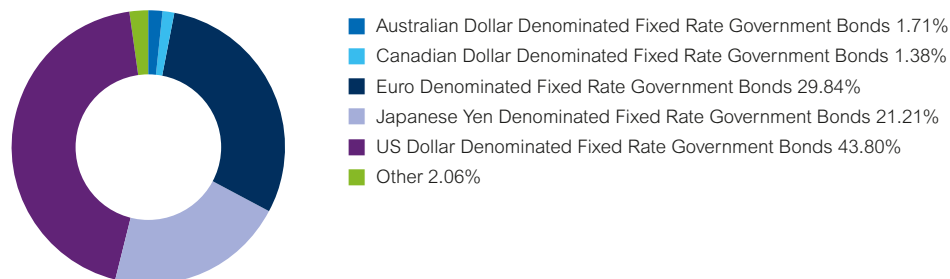 Australian Dollar Denominated Fixed Rate Government Bonds 1.71%
Canadian Dollar Denominated Fixed Rate Government Bonds 1.38%
Euro Denominated Fixed Rate Government Bonds 29.84%
Japanese Yen Denominated Fixed Rate Government Bonds 21.21%
US Dollar Denominated Fixed Rate Government Bonds 43.80%
Other 2.06%